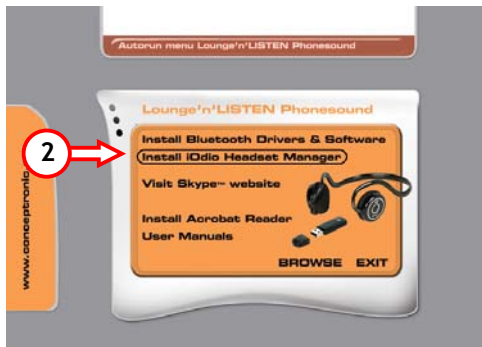 Autorun menu Lounge'n'LISTEN Phonesound
Lounge'n'LISTEN Phonesound
Install Bluetooth Drivers & Software
2
Install iOdio Headset Manager
Visit Skype™ website
Install Acrobat Reader
User Manuals
BROWSE EXIT
www.conceptronic